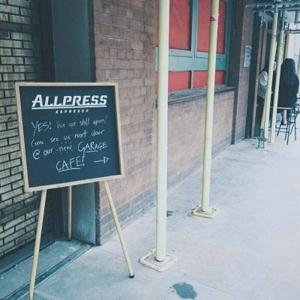 ALLPRESS
ESPRESSO
YES! We are still open!
Come see us next door
@ our (new) GARAGE
CAFE! →